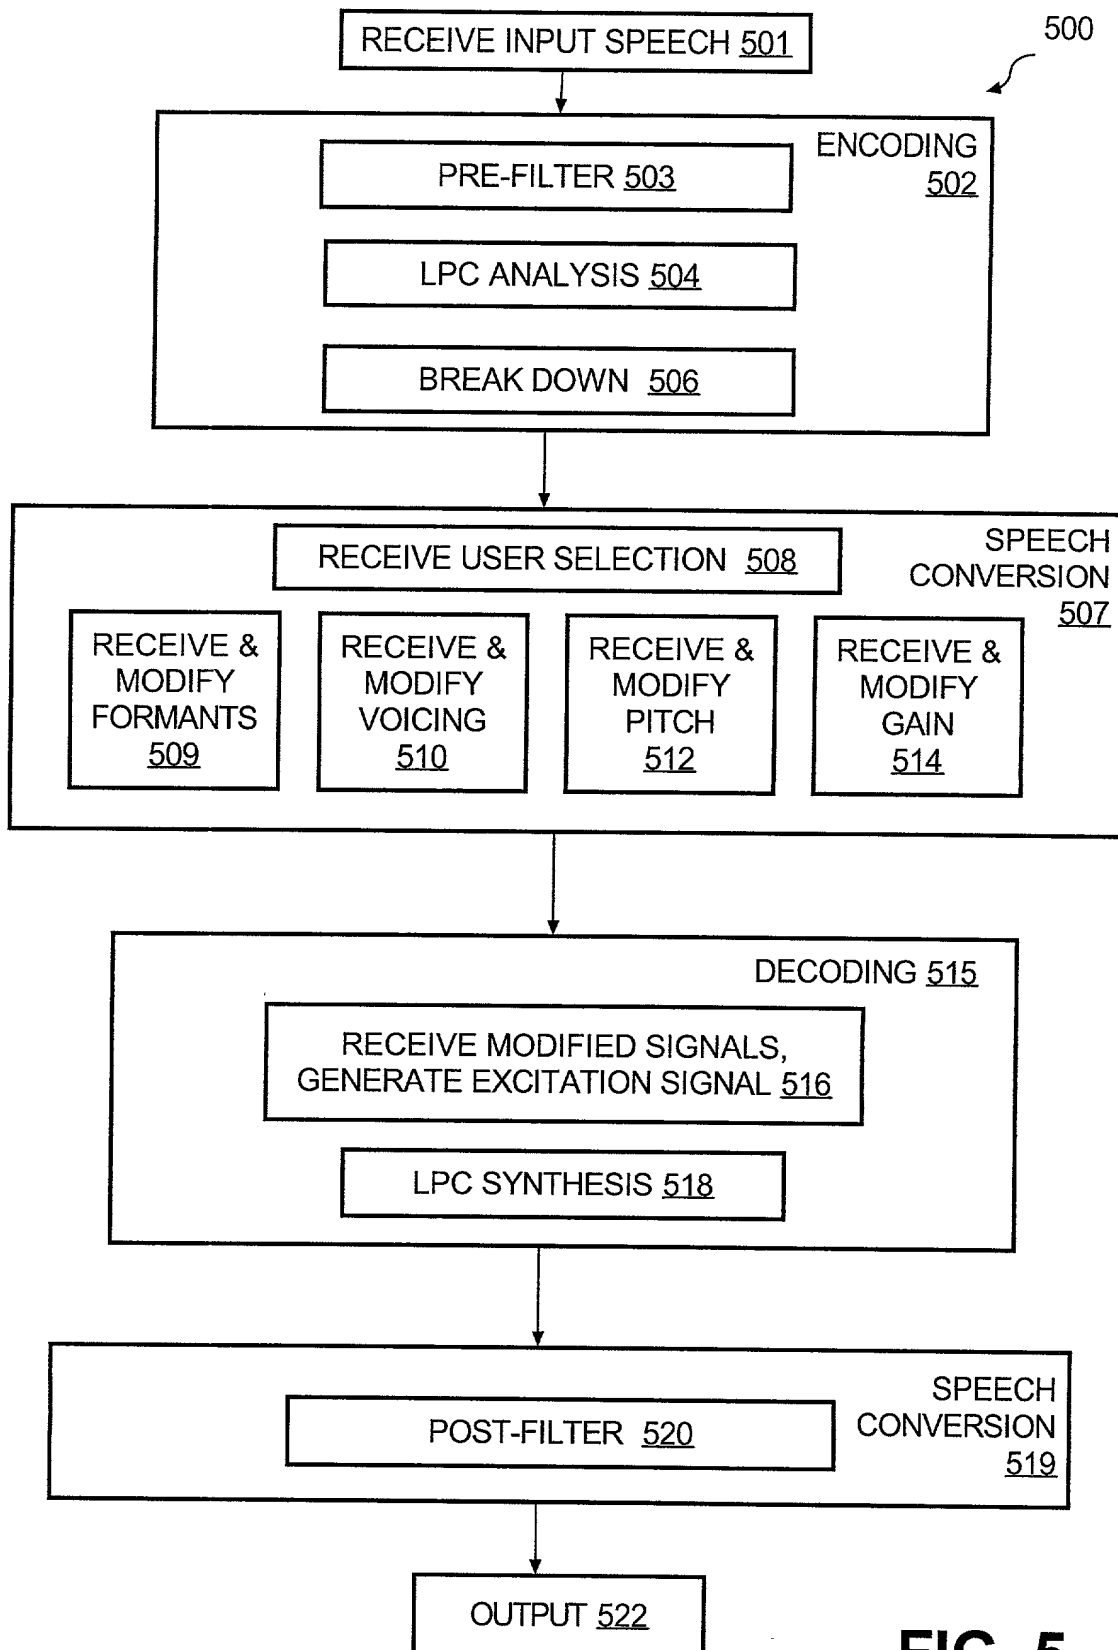 RECEIVE INPUT SPEECH 501
500
ENCODING
502
PRE-FILTER 503
LPC ANALYSIS 504
BREAK DOWN 506
SPEECH
CONVERSION
507
RECEIVE USER SELECTION 508
RECEIVE &
MODIFY
FORMANTS
509
RECEIVE &
MODIFY
VOICING
510
RECEIVE &
MODIFY
PITCH
512
RECEIVE &
MODIFY
GAIN
514
DECODING 515
RECEIVE MODIFIED SIGNALS,
GENERATE EXCITATION SIGNAL 516
LPC SYNTHESIS 518
SPEECH
CONVERSION
519
POST-FILTER 520
OUTPUT 522
FIG. 5